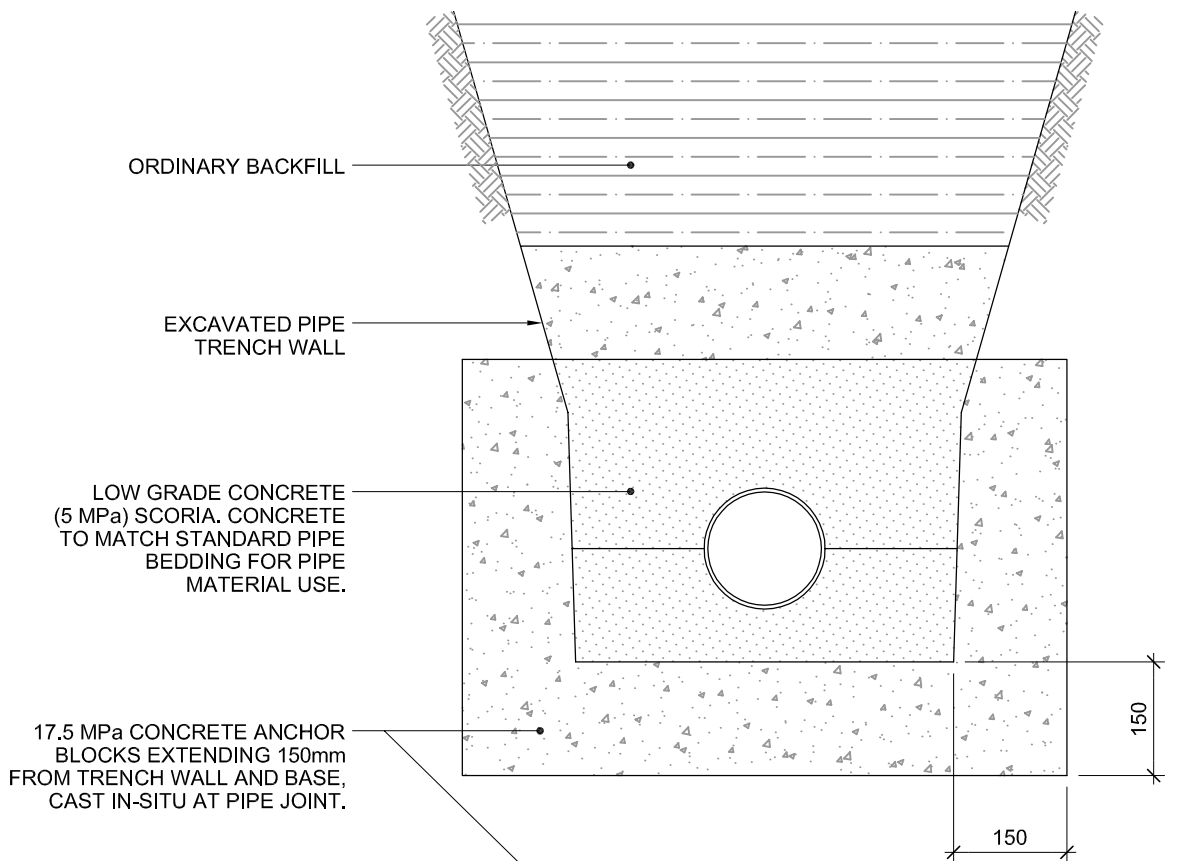 ORDINARY BACKFILL
EXCAVATED PIPE
TRENCH WALL
LOW GRADE CONCRETE
(5 MPa) SCORIA. CONCRETE
TO MATCH STANDARD PIPE
BEDDING FOR PIPE
MATERIAL USE.
17.5 MPa CONCRETE ANCHOR
BLOCKS EXTENDING 150mm
FROM TRENCH WALL AND BASE,
CAST IN-SITU AT PIPE JOINT.
150
150